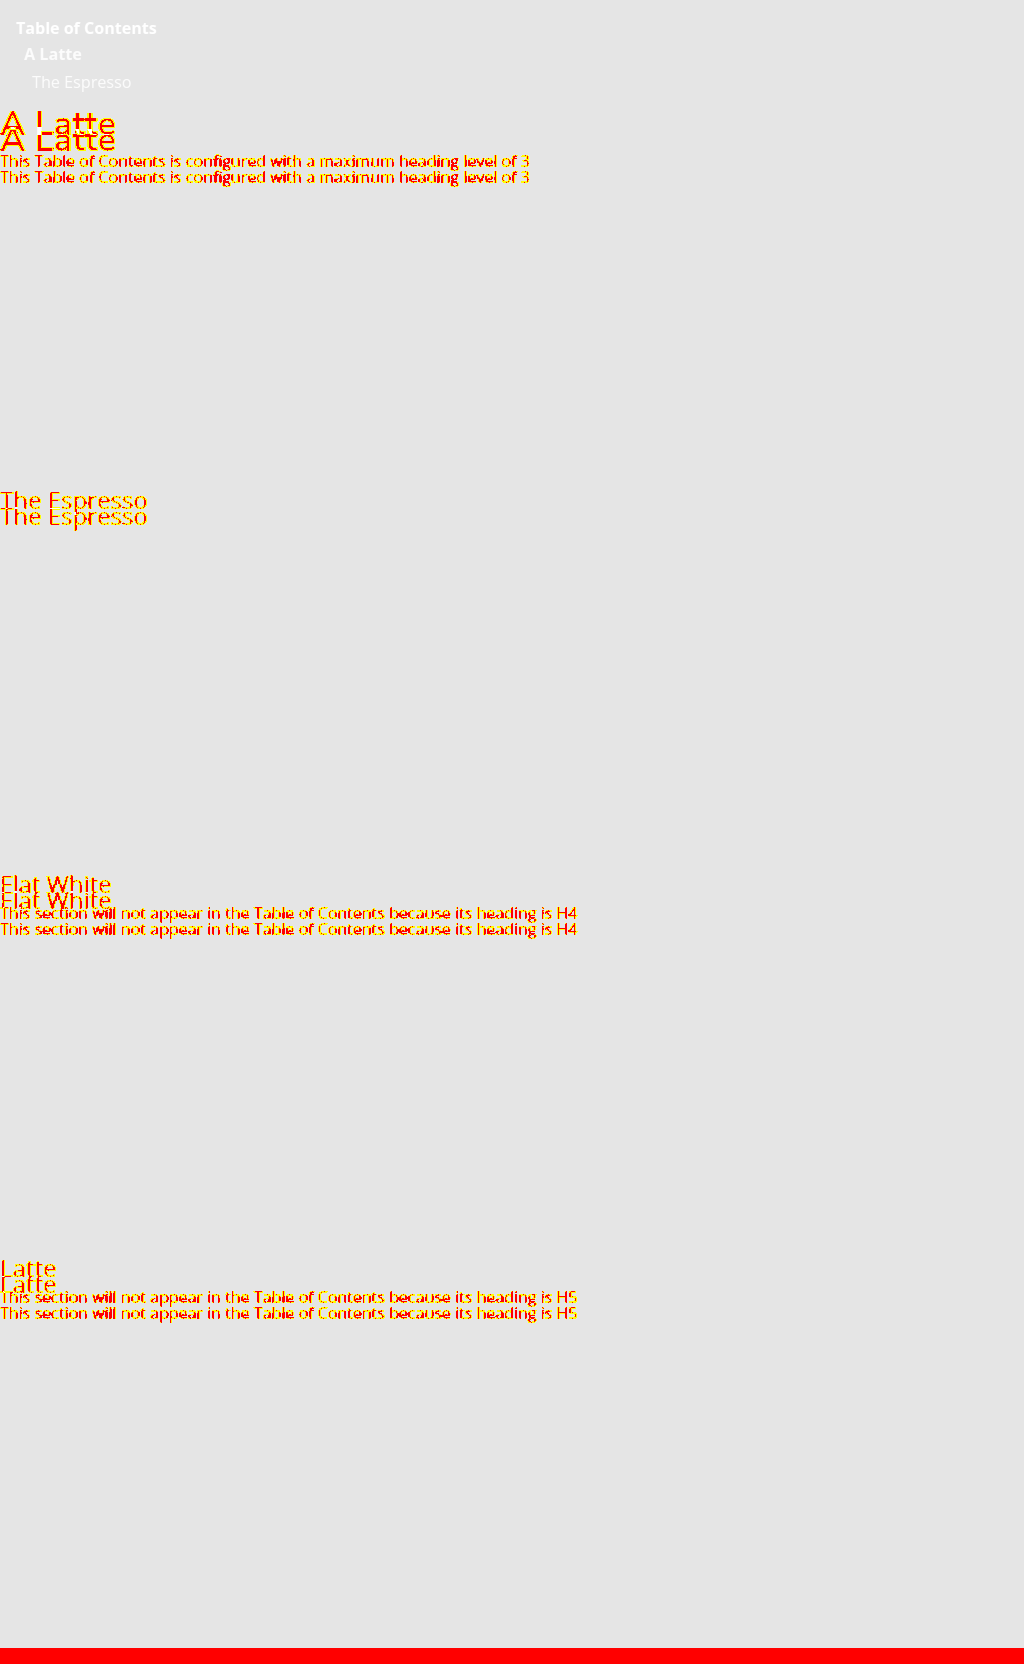 Table of Contents
A Latte
The Espresso
A Latte
A Latte
This Table of Contents is configured with a maximum heading level of 3
This Table of Contents is configured with a maximum heading level of 3
The Espresso
The Espresso
Flat White
Flat White
This section will not appear in the Table of Contents because its heading is H4
This section will not appear in the Table of Contents because its heading is H4
Latte
Latte
This section will not appear in the Table of Contents because its heading is H5
This section will not appear in the Table of Contents because its heading is H5